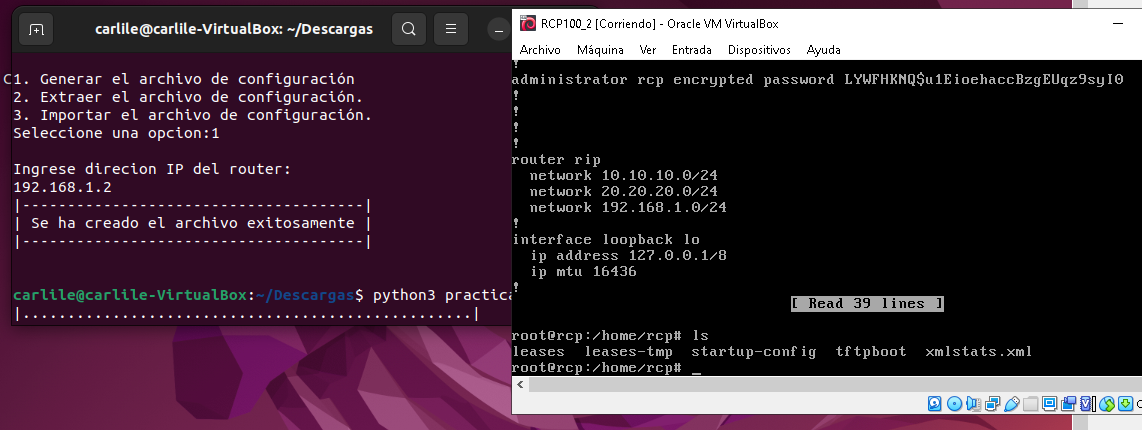 carlile@carlile-VirtualBox: ~/Descargas
C1. Generar el archivo de configuración
2. Extraer el archivo de configuración.
3. Importar el archivo de configuración.
Seleccione una opcion:1
Ingrese direcion IP del router:
192.168.1.2
|--------------------------------------|
| Se ha creado el archivo exitosamente |
|--------------------------------------|
carlile@carlile-VirtualBox:~/Descargas$ python3 practica
|..................................................|
RCP100_2 [Corriendo] - Oracle VM VirtualBox
Archivo Máquina Ver Entrada Dispositivos Ayuda
!
administrator rcp encrypted password LYWFHKNQ$u1EioehaccBzgEUqz9syI0
!
!
!
!
router rip
network 10.10.10.0/24
network 20.20.20.0/24
network 192.168.1.0/24
!
interface loopback lo
ip address 127.0.0.1/8
ip mtu 16436
!
[ Read 39 lines ]
root@rcp:/home/rcp# ls
leases leases-tmp startup-config tftpboot xmlstats.xml
root@rcp:/home/rcp# _